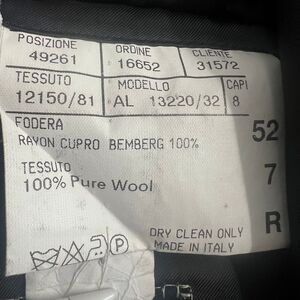 POSIZIONE ORDINE CLIENTE
49261 16652 31572
TESSUTO MODELLO CAPI
12150/81 AL 13220/32 8
FODERA
RAYON CUPRO BEMBERG 100% 52
TESSUTO 7
100% Pure Wool
R
DRY CLEAN ONLY
P MADE IN ITALY